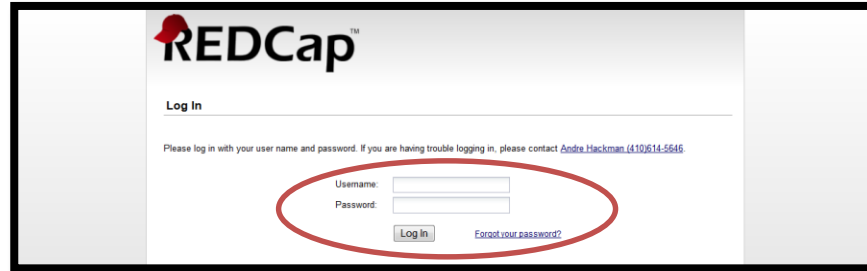 REDCap™
Log In
Please log in with your user name and password. If you are having trouble logging in, please contact Andre Hackman (410)614-5646.
Username:
Password:
Log In Forgot your password?